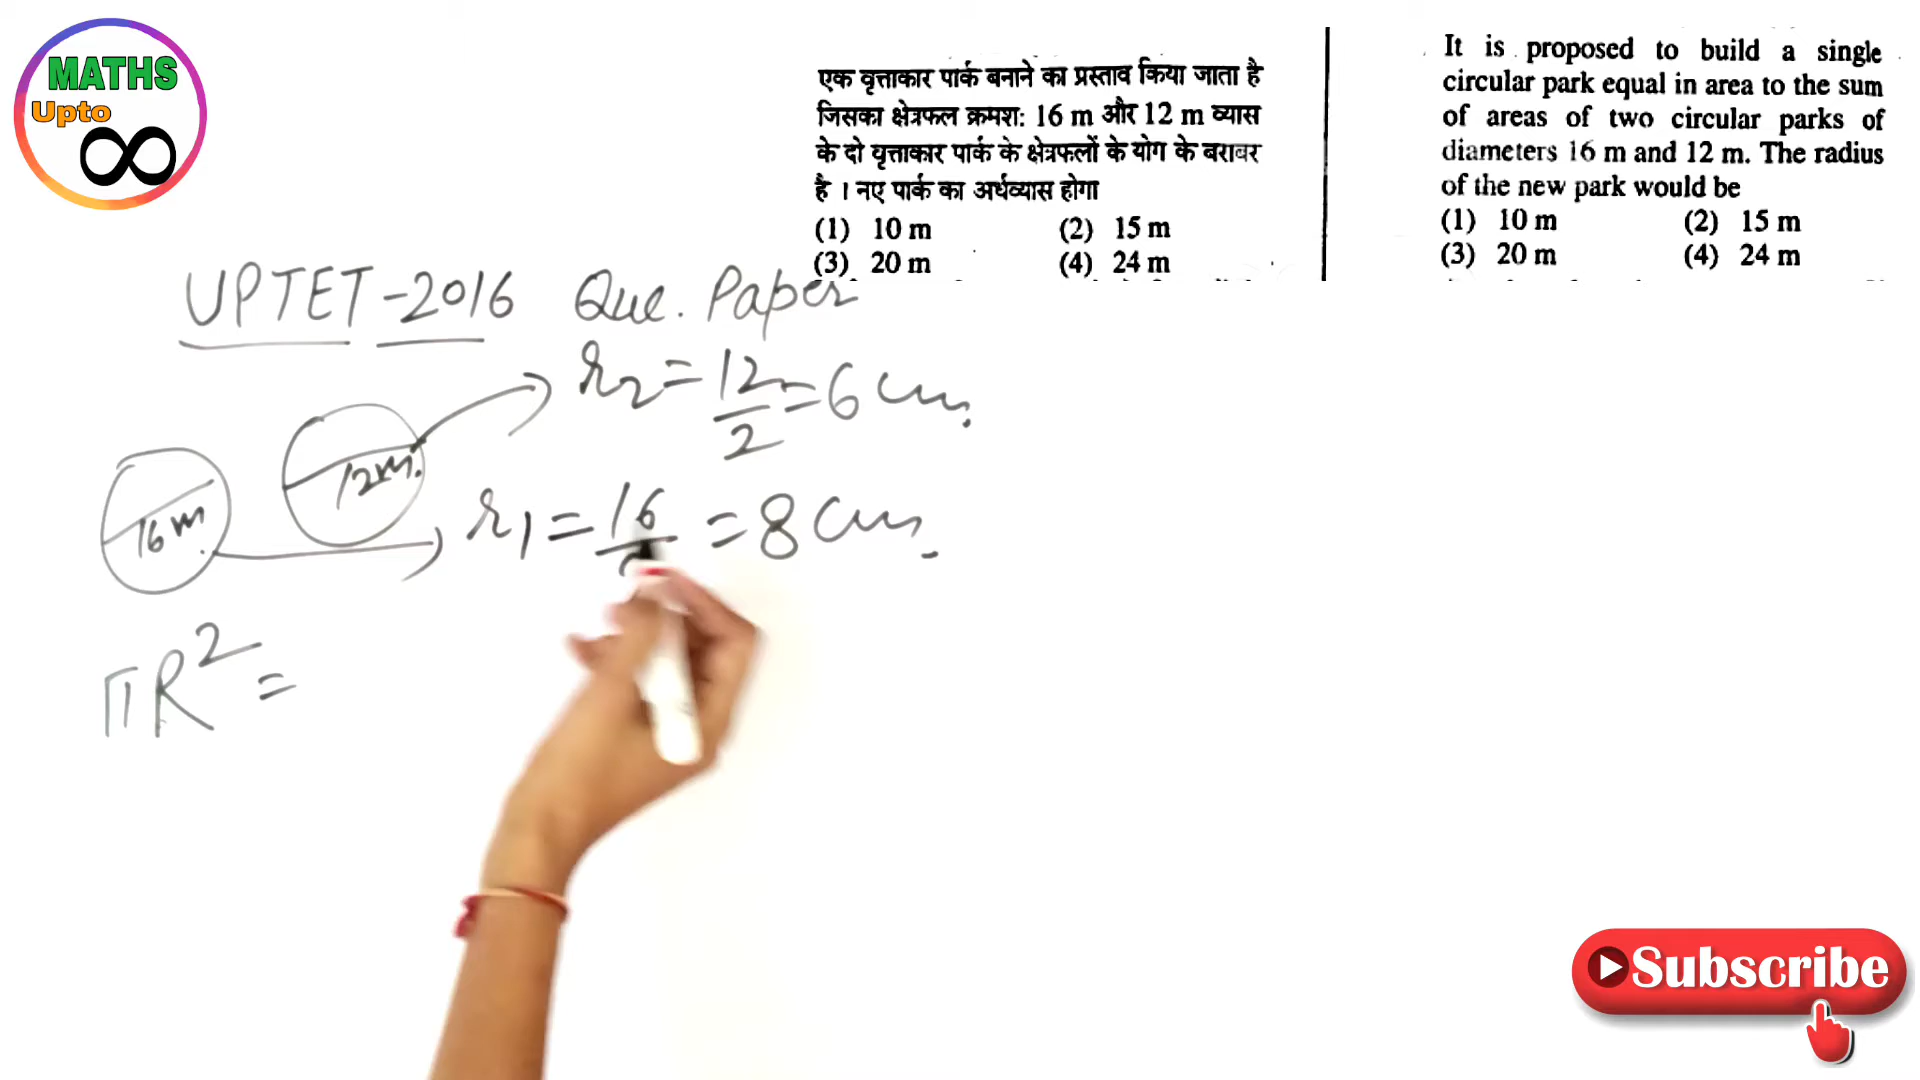 MATHS
Upto
∞
एक वृत्ताकार पार्क बनाने का प्रस्ताव किया जाता है
जिसका क्षेत्रफल क्रमश: 16 m और 12 m व्यास
के दो वृत्ताकार पार्क के क्षेत्रफलों के योग के बराबर
है । नए पार्क का अर्धव्यास होगा
(1) 10 m (2) 15 m
(3) 20 m (4) 24 m
It is proposed to build a single
circular park equal in area to the sum
of areas of two circular parks of
diameters 16 m and 12 m. The radius
of the new park would be
(1) 10 m (2) 15 m
(3) 20 m (4) 24 m
UPTET-2016 Que. Paper
r2 = 12/2 = 6 cm.
12m.
16m
r1 = 16/ = 8 cm.
πR² =
Subscribe